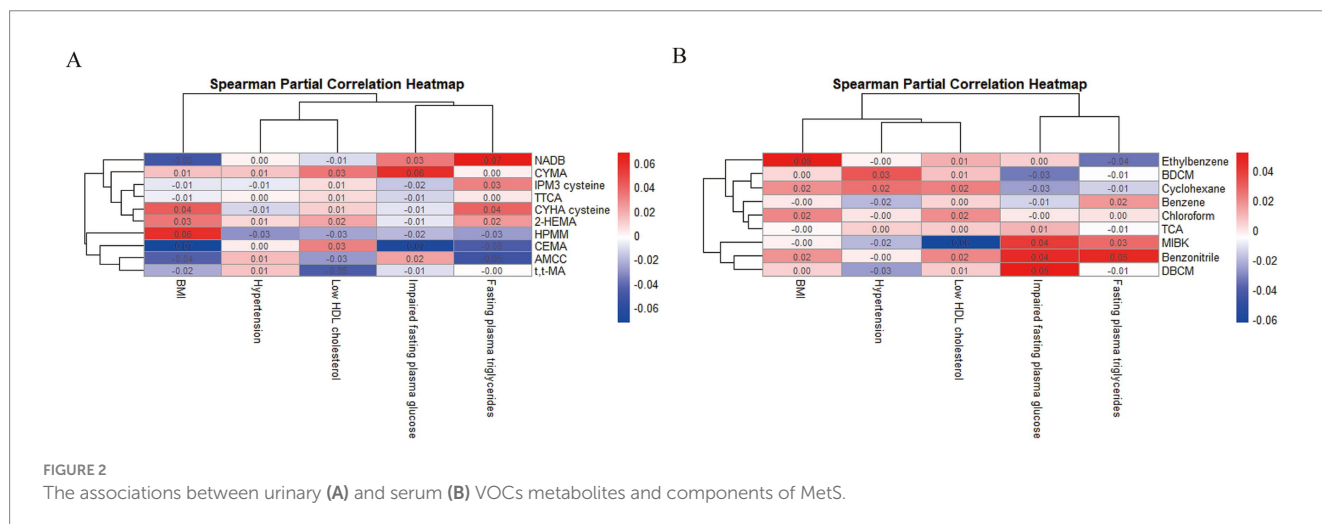 A
Spearman Partial Correlation Heatmap
0.00 -0.01 0.03 0.07 NADB
0.01 0.01 0.03 0.00 CYMA
-0.01 -0.01 0.01 -0.02 0.03 IPM3 cysteine
-0.01 0.00 0.01 -0.01 0.00 TTCA
0.04 -0.01 0.01 -0.01 0.04 CYHA cysteine
0.03 0.01 0.02 -0.01 0.02 2-HEMA
-0.03 -0.03 -0.02 -0.03 HPMM
0.00 0.03 CEMA
-0.04 0.01 -0.03 0.02 AMCC
-0.02 0.01 -0.01 -0.00 t,t-MA
0.06
0.04
0.02
0
-0.02
-0.04
-0.06
BMI
Hypertension
Low HDL cholesterol
Impaired fasting plasma glucose
Fasting plasma triglycerides
B
Spearman Partial Correlation Heatmap
-0.00 0.01 0.00 -0.04 Ethylbenzene
0.00 0.03 0.01 -0.03 -0.01 BDCM
0.02 0.02 0.02 -0.03 -0.01 Cyclohexane
-0.00 -0.02 0.01 -0.01 0.02 Benzene
0.02 -0.00 0.02 -0.00 0.00 Chloroform
-0.00 0.00 0.00 0.01 -0.01 TCA
-0.00 -0.02 0.04 0.03 MIBK
0.02 -0.00 0.02 0.04 0.05 Benzonitrile
0.00 -0.03 0.01 0.05 -0.01 DBCM
0.04
0.02
0
-0.02
-0.04
-0.06
BMI
Hypertension
Low HDL cholesterol
Impaired fasting plasma glucose
Fasting plasma triglycerides
FIGURE 2
The associations between urinary (A) and serum (B) VOCs metabolites and components of MetS.